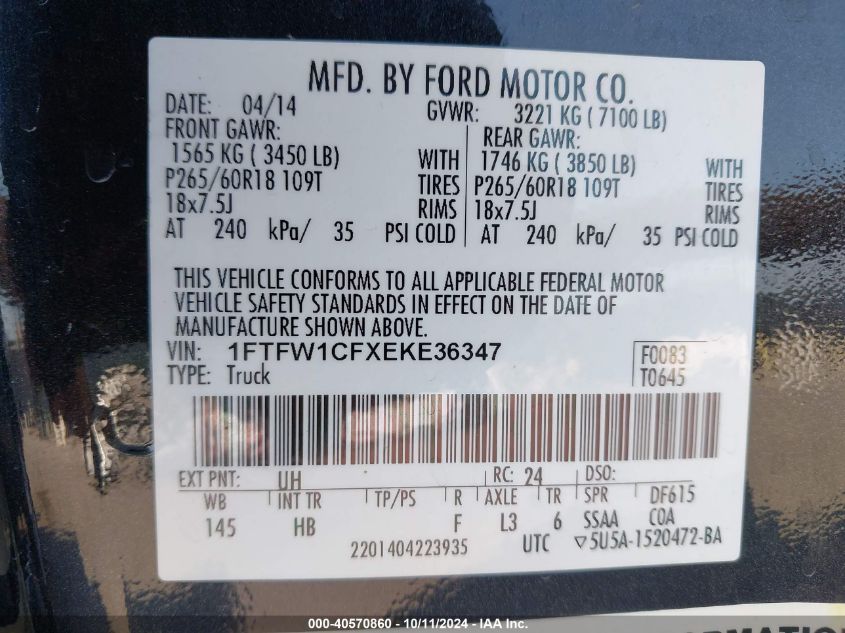 MFD. BY FORD MOTOR CO.
DATE: 04/14 GVWR: 3221 KG ( 7100 LB)
FRONT GAWR: REAR GAWR:
1565 KG ( 3450 LB) WITH 1746 KG ( 3850 LB) WITH
P265/60R18 109T TIRES P265/60R18 109T TIRES
18x7.5J RIMS 18x7.5J RIMS
AT 240 kPa/ 35 PSI COLD AT 240 kPa/ 35 PSI COLD
THIS VEHICLE CONFORMS TO ALL APPLICABLE FEDERAL MOTOR
VEHICLE SAFETY STANDARDS IN EFFECT ON THE DATE OF
MANUFACTURE SHOWN ABOVE.
VIN: 1FTFW1CFXEKE36347 F0083
TYPE: Truck T0645
EXT PNT: UH RC: 24 DSO:
WB INT TR TP/PS R AXLE TR SPR DF615
145 HB F L3 6 SSAA COA
2201404223935 UTC ▽5U5A-1520472-BA
000-40570860 - 10/11/2024 - IAA Inc.